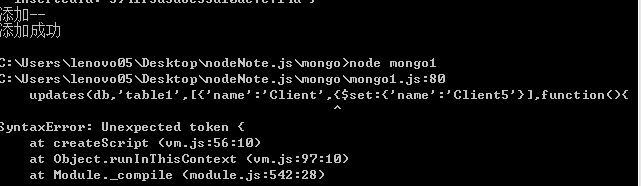 添加--
添加成功
C:\Users\lenovo05\Desktop\nodeNote.js\mongo>node mongo1
C:\Users\lenovo05\Desktop\nodeNote.js\mongo\mongo1.js:80
updates(db,'table1',[{'name':'Client',{$set:{'name':'Client5'}],function(){
^
SyntaxError: Unexpected token {
at createScript (vm.js:56:10)
at Object.runInThisContext (vm.js:97:10)
at Module._compile (module.js:542:28)